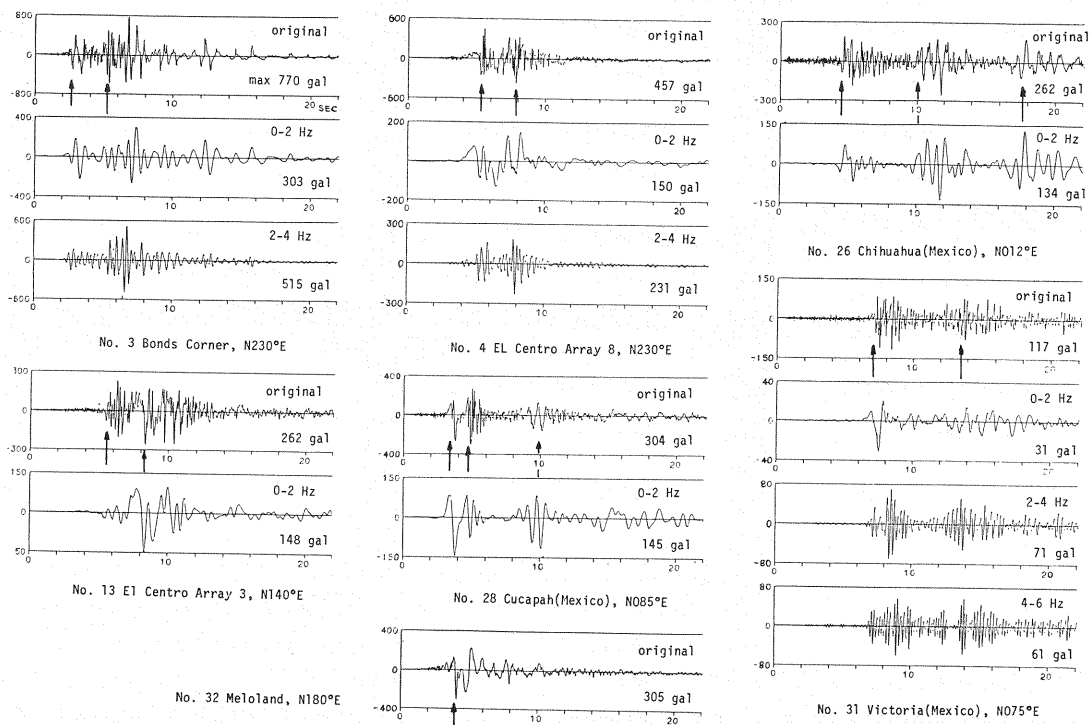 800
original
0
max 770 gal
-800
0
10
20
SEC
400
0-2 Hz
0
303 gal
-400
0
10
20
600
2-4 Hz
0
515 gal
-600
0
10
20
No. 3 Bonds Corner, N230°E
300
original
0
262 gal
-300
0
10
20
150
0-2 Hz
0
148 gal
50
0
10
20
No. 13 El Centro Array 3, N140°E
No. 32 Meloland, N180°E
600
original
0
457 gal
-600
0
10
20
200
0-2 Hz
150 gal
-200
0
10
20
300
2-4 Hz
0
231 gal
-300
0
10
20
No. 4 EL Centro Array 8, N230°E
400
original
0
304 gal
-400
0
10
20
150
0-2 Hz
0
145 gal
-150
0
10
20
No. 28 Cucapah(Mexico), N085°E
400
original
0
305 gal
-400
0
10
20
300
original
0
262 gal
-300
0
10
20
150
0-2 Hz
0
134 gal
-150
0
10
20
No. 26 Chihuahua(Mexico), N012°E
150
original
0
117 gal
-150
0
10
20
40
0-2 Hz
0
31 gal
-40
0
10
20
80
2-4 Hz
0
71 gal
-80
0
10
20
80
4-6 Hz
0
61 gal
-80
0
10
20
No. 31 Victoria(Mexico), N075°E